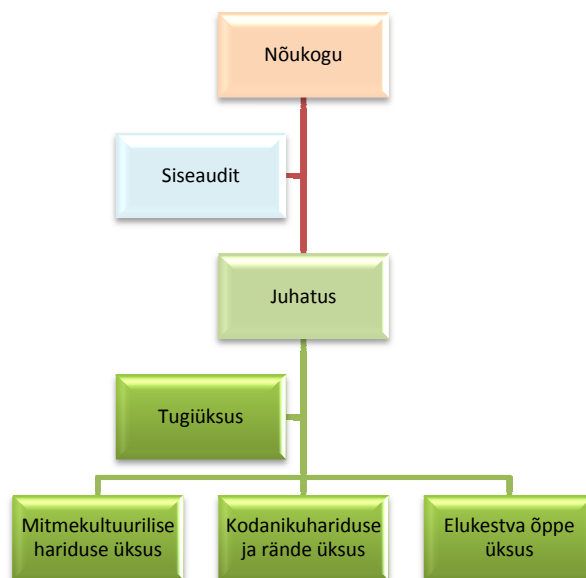 Nõukogu
Siseaudit
Juhatus
Tugiüksus
Mitmekultuurilise
hariduse üksus
Kodanikuhariduse
ja rände üksus
Elukestva õppe
üksus